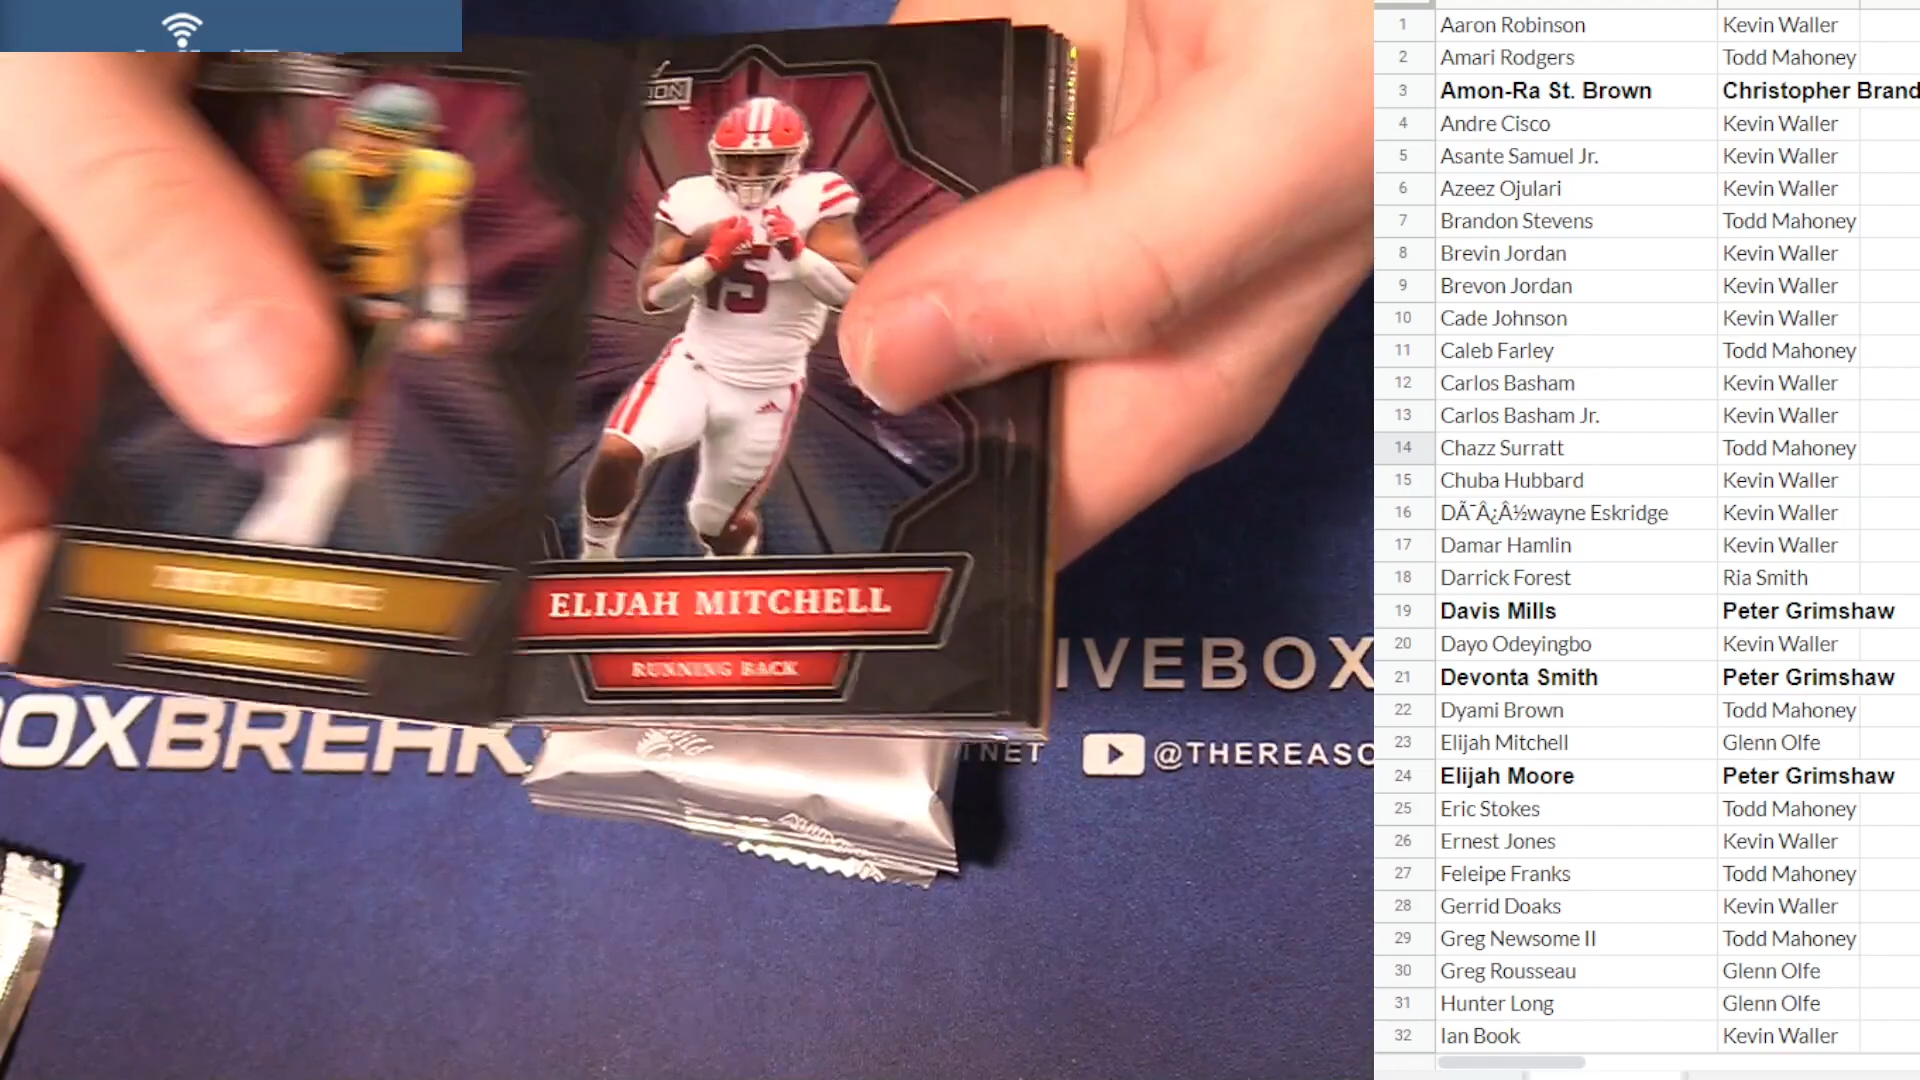 ION
15
ELIJAH MITCHELL
RUNNING BACK
IVEBOX
OXBREAK
@THEREASO
1 Aaron Robinson Kevin Waller
2 Amari Rodgers Todd Mahoney
3 Amon-Ra St. Brown Christopher Brand
4 Andre Cisco Kevin Waller
5 Asante Samuel Jr. Kevin Waller
6 Azeez Ojulari Kevin Waller
7 Brandon Stevens Todd Mahoney
8 Brevin Jordan Kevin Waller
9 Brevon Jordan Kevin Waller
10 Cade Johnson Kevin Waller
11 Caleb Farley Todd Mahoney
12 Carlos Basham Kevin Waller
13 Carlos Basham Jr. Kevin Waller
14 Chazz Surratt Todd Mahoney
15 Chuba Hubbard Kevin Waller
16 DÃ¯Â¿Â½wayne Eskridge Kevin Waller
17 Damar Hamlin Kevin Waller
18 Darrick Forest Ria Smith
19 Davis Mills Peter Grimshaw
20 Dayo Odeyingbo Kevin Waller
21 Devonta Smith Peter Grimshaw
22 Dyami Brown Todd Mahoney
23 Elijah Mitchell Glenn Olfe
24 Elijah Moore Peter Grimshaw
25 Eric Stokes Todd Mahoney
26 Ernest Jones Kevin Waller
27 Feleipe Franks Todd Mahoney
28 Gerrid Doaks Kevin Waller
29 Greg Newsome II Todd Mahoney
30 Greg Rousseau Glenn Olfe
31 Hunter Long Glenn Olfe
32 Ian Book Kevin Waller